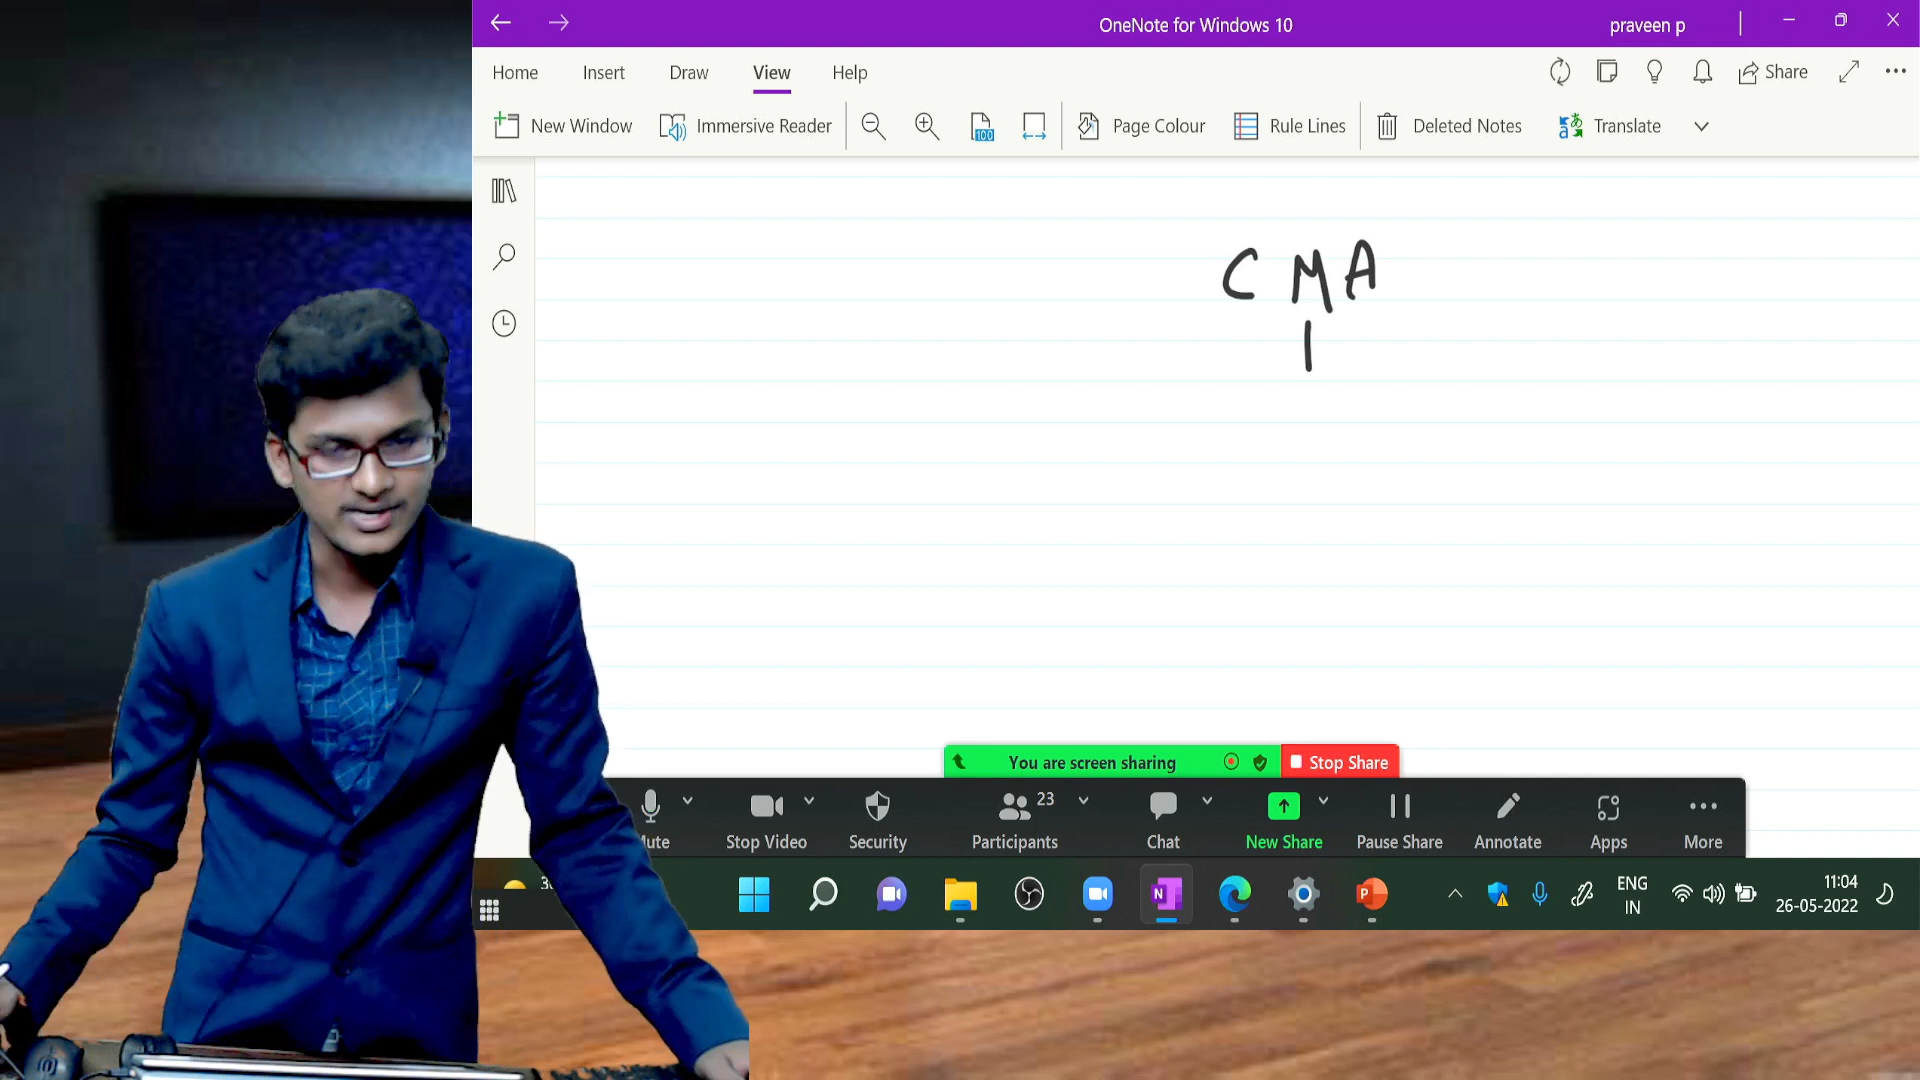 OneNote for Windows 10 praveen p
Home Insert Draw View Help Share
New Window Immersive Reader 100 Page Colour Rule Lines Deleted Notes Translate
C M A
You are screen sharing Stop Share
23
Stop Video Security Participants Chat New Share Pause Share Annotate Apps More
ENG
IN
11:04
26-05-2022